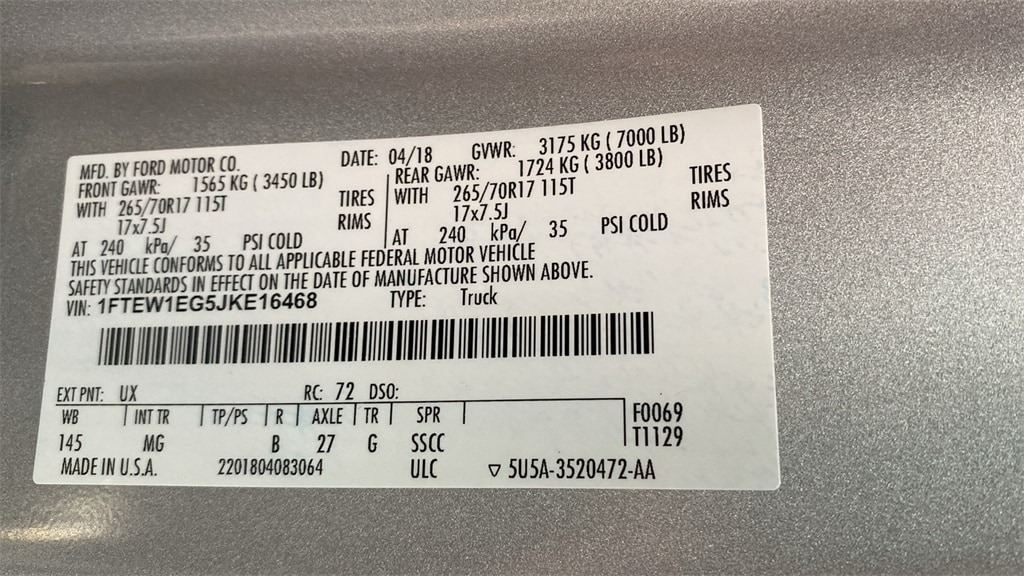 MFD. BY FORD MOTOR CO. DATE: 04/18 GVWR: 3175 KG ( 7000 LB)
FRONT GAWR: 1565 KG ( 3450 LB) REAR GAWR: 1724 KG ( 3800 LB)
WITH 265/70R17 115T TIRES WITH 265/70R17 115T TIRES
17x7.5J RIMS 17x7.5J RIMS
AT 240 kPa/ 35 PSI COLD AT 240 kPa/ 35 PSI COLD
THIS VEHICLE CONFORMS TO ALL APPLICABLE FEDERAL MOTOR VEHICLE
SAFETY STANDARDS IN EFFECT ON THE DATE OF MANUFACTURE SHOWN ABOVE.
VIN: 1FTEW1EG5JKE16468 TYPE: Truck
EXT PNT: UX RC: 72 DSO:
WB INT TR TP/PS R AXLE TR SPR F0069
145 MG B 27 G SSCC T1129
MADE IN U.S.A. 2201804083064 ULC ▽ 5U5A-3520472-AA